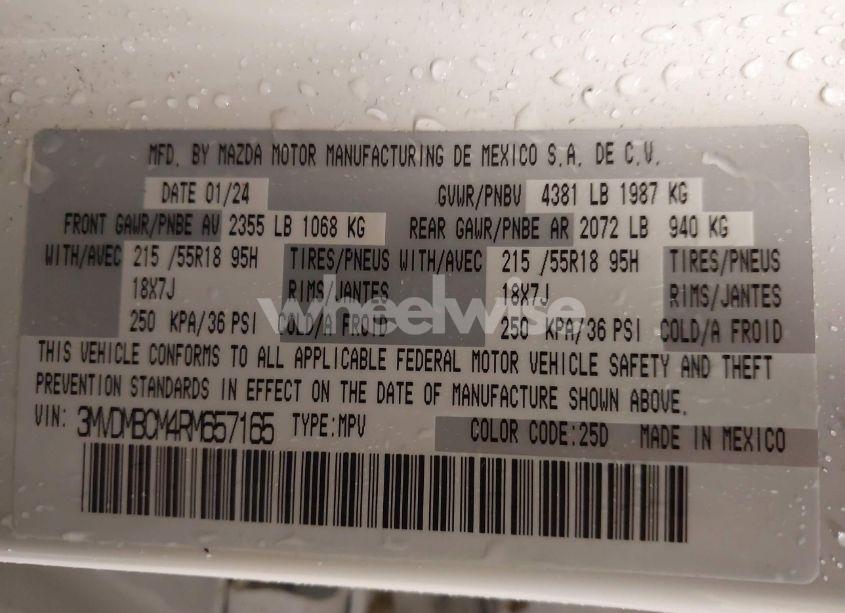 MFD. BY MAZDA MOTOR MANUFACTURING DE MEXICO S.A. DE C.V.
DATE 01/24 GVWR/PNBV 4381 LB 1987 KG
FRONT GAWR/PNBE AV 2355 LB 1068 KG REAR GAWR/PNBE AR 2072 LB 940 KG
WITH/AVEC 215 /55R18 95H TIRES/PNEUS WITH/AVEC 215 /55R18 95H TIRES/PNEUS
18X7J RIMS/JANTES 18X7J RIMS/JANTES
250 KPA/36 PSI COLD/A FROID 250 KPA/36 PSI COLD/A FROID
wheelwise
THIS VEHICLE CONFORMS TO ALL APPLICABLE FEDERAL MOTOR VEHICLE SAFETY AND THEFT
PREVENTION STANDARDS IN EFFECT ON THE DATE OF MANUFACTURE SHOWN ABOVE.
VIN: 3MVDMBCM4RM657165 TYPE:MPV COLOR CODE:25D MADE IN MEXICO